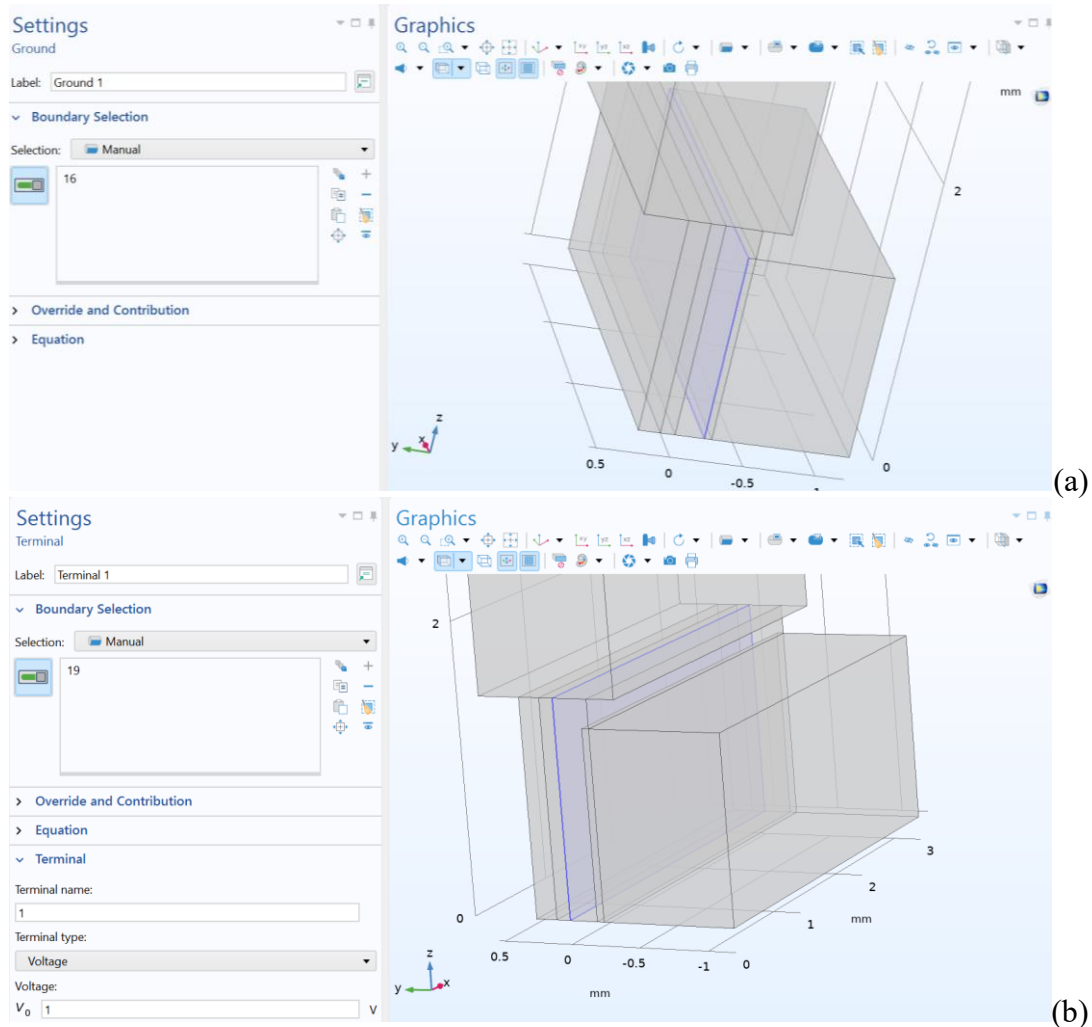 Settings
Ground
Label: Ground 1
Boundary Selection
Selection: Manual
16
Override and Contribution
Equation
Graphics
mm
2
0
0.5
0
-0.5
z
y
x
(a)
Settings
Terminal
Label: Terminal 1
Boundary Selection
Selection: Manual
19
Override and Contribution
Equation
Terminal
Terminal name:
1
Terminal type:
Voltage
Voltage:
V0 1 V
Graphics
2
0
3
2
1 mm
0.5 0 -0.5 -1 0
mm
z
y
x
(b)